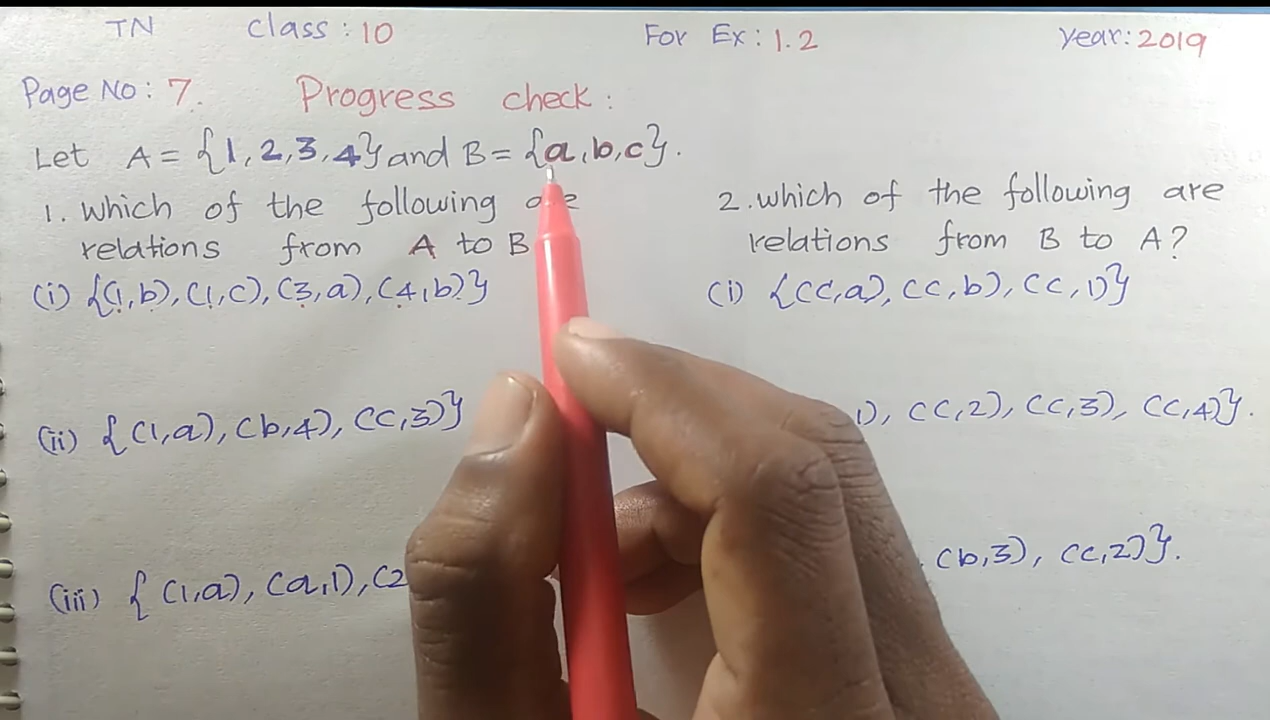 TN Class : 10 For Ex : 1.2 Year: 2019
Page No : 7. Progress check :
Let A = {1, 2, 3, 4} and B = {a, b, c}.
1. Which of the following
relations from A to B
(i) {(1, b), (1, c), (3, a), (4, b)}
(ii) {(1, a), (b, 4), (c, 3)}
(iii) {(1, a), (a, 1), (2
2. which of the following are
relations from B to A?
(i) {(c, a), (c, b), (c, 1)}
1), (c, 2), (c, 3), (c, 4)}.
(b, 3), (c, 2)}.